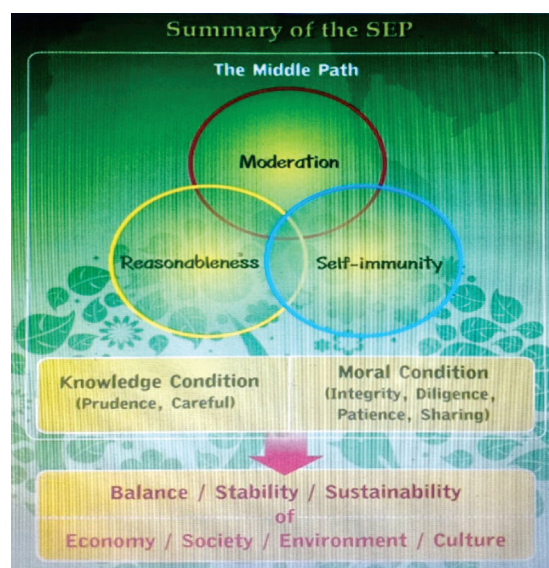 Summary of the SEP
The Middle Path
Moderation
Reasonableness
Self-immunity
Knowledge Condition
(Prudence, Careful)
Moral Condition
(Integrity, Diligence,
Patience, Sharing)
Balance / Stability / Sustainability
of
Economy / Society / Environment / Culture